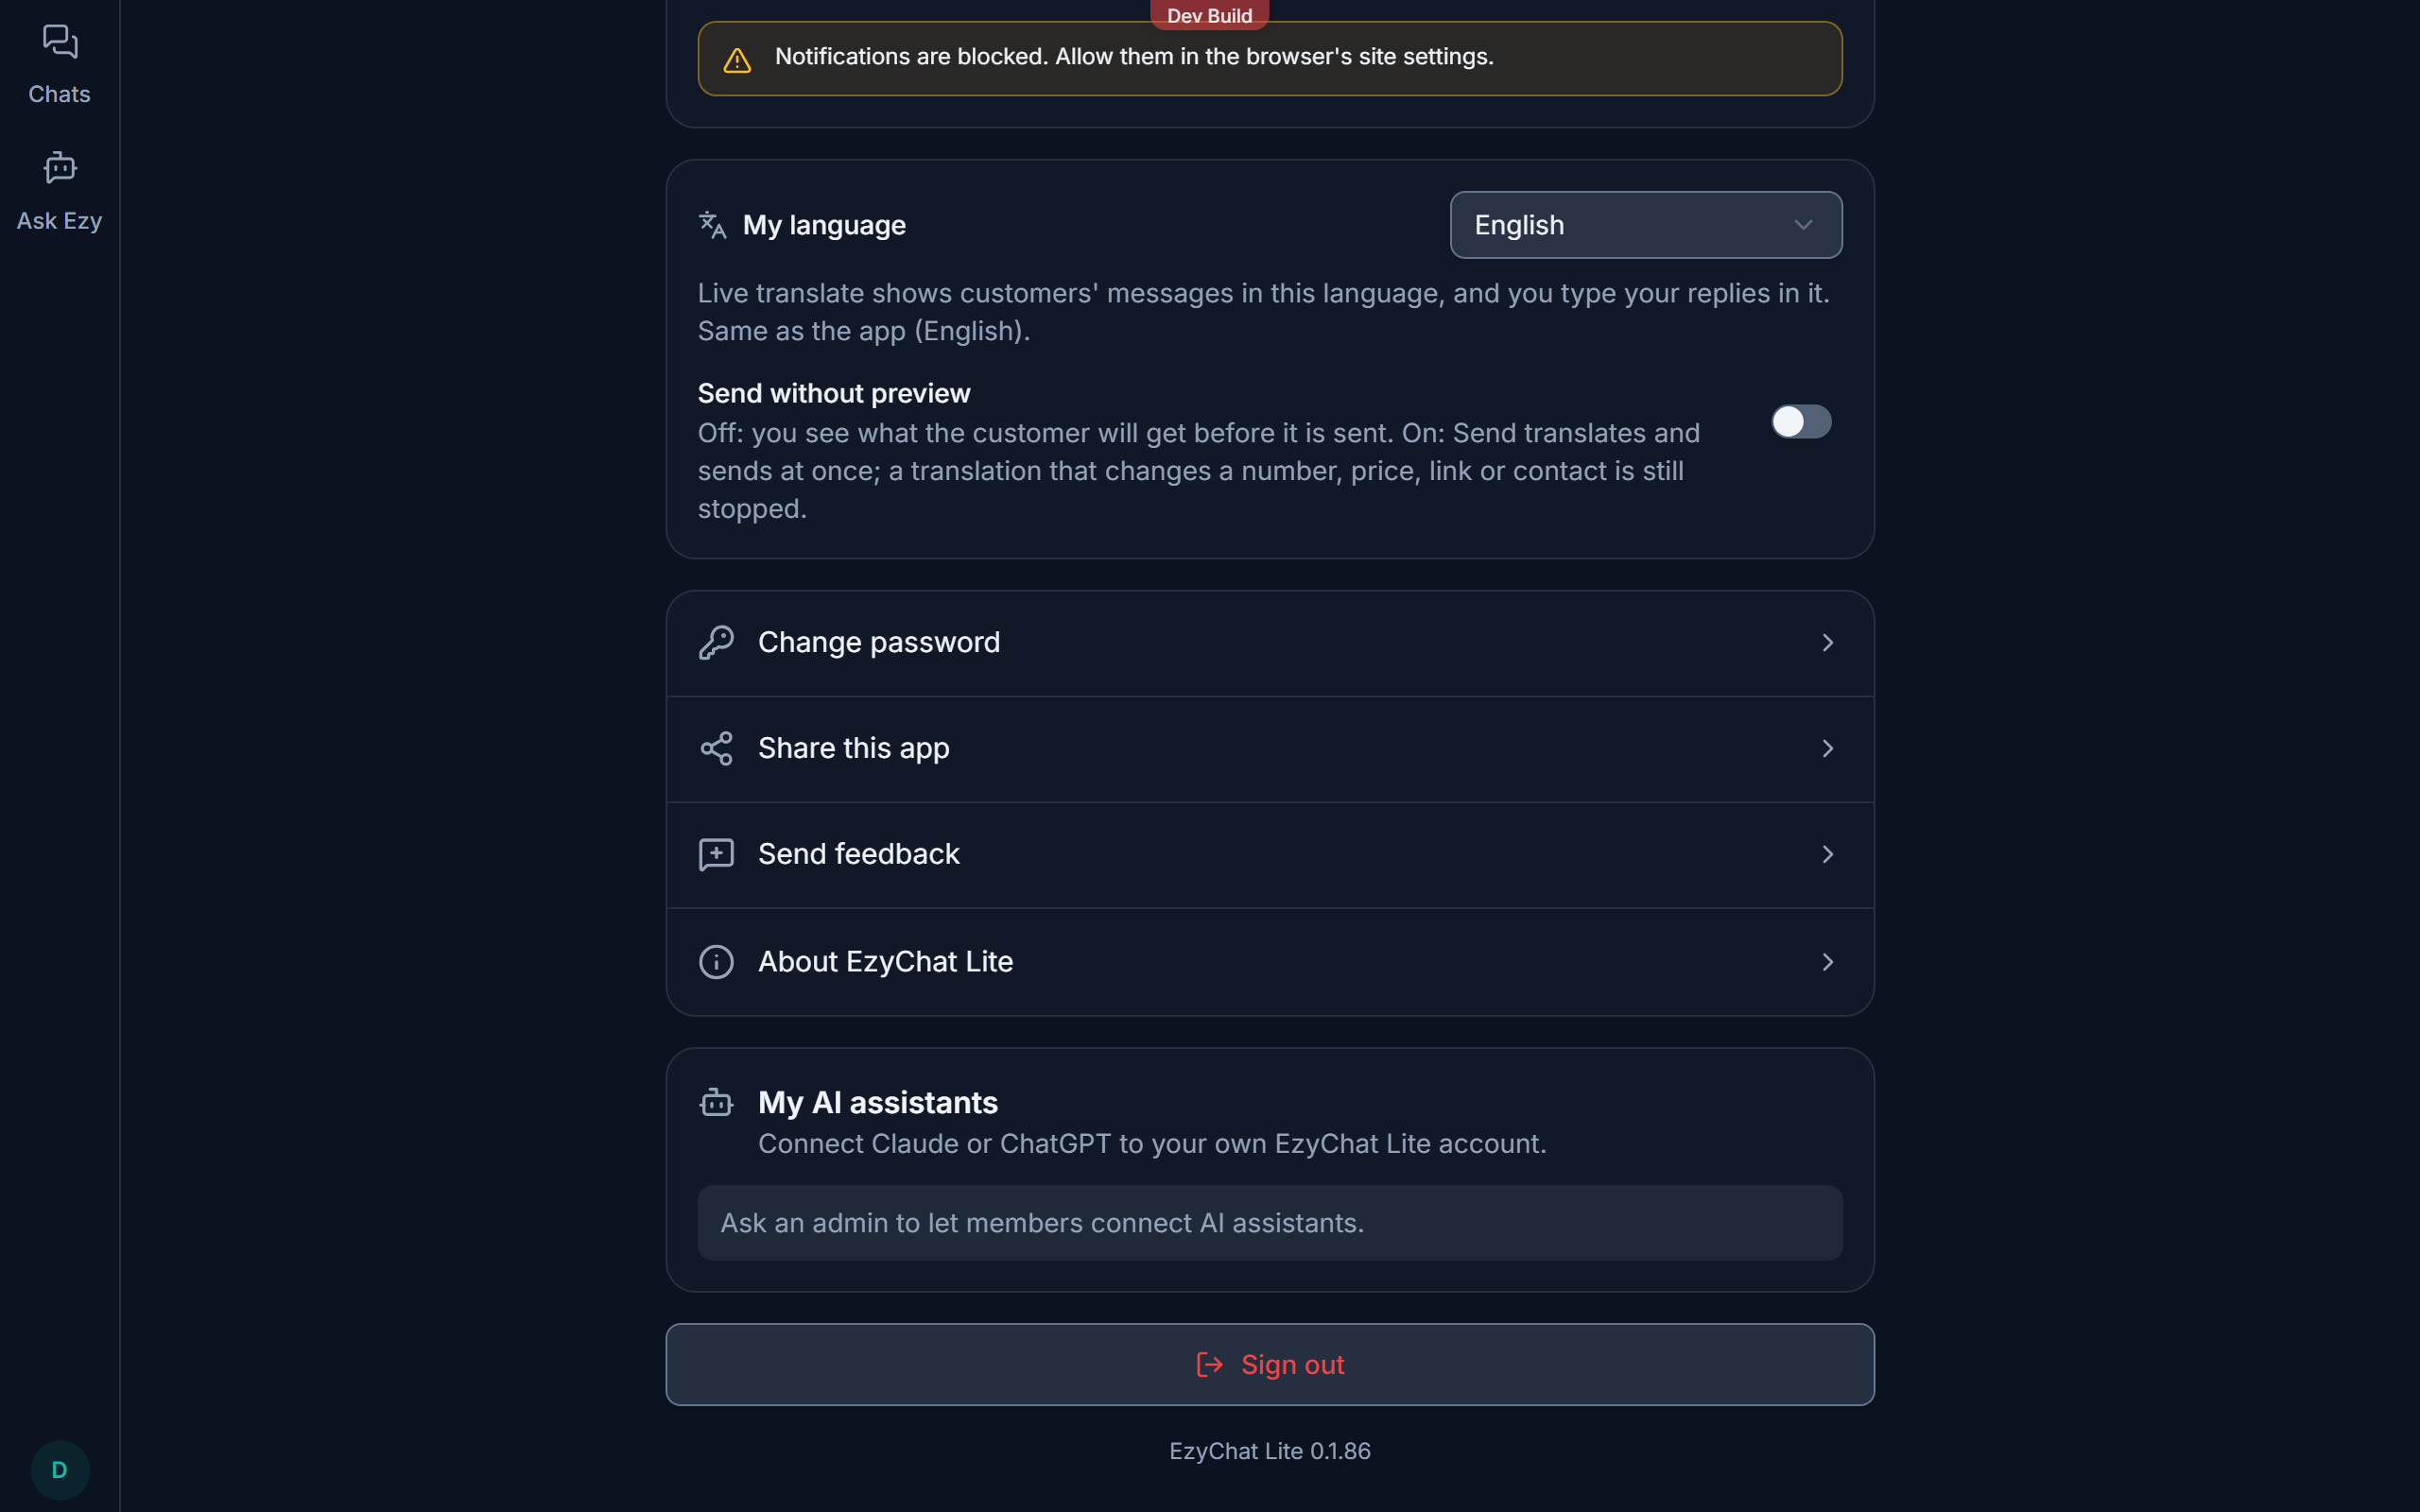 Dev Build
Notifications are blocked. Allow them in the browser's site settings.
Chats
Ask Ezy
My language
English
Live translate shows customers' messages in this language, and you type your replies in it.
Same as the app (English).
Send without preview
Off: you see what the customer will get before it is sent. On: Send translates and
sends at once; a translation that changes a number, price, link or contact is still
stopped.
Change password
Share this app
Send feedback
About EzyChat Lite
My AI assistants
Connect Claude or ChatGPT to your own EzyChat Lite account.
Ask an admin to let members connect AI assistants.
Sign out
EzyChat Lite 0.1.86
D